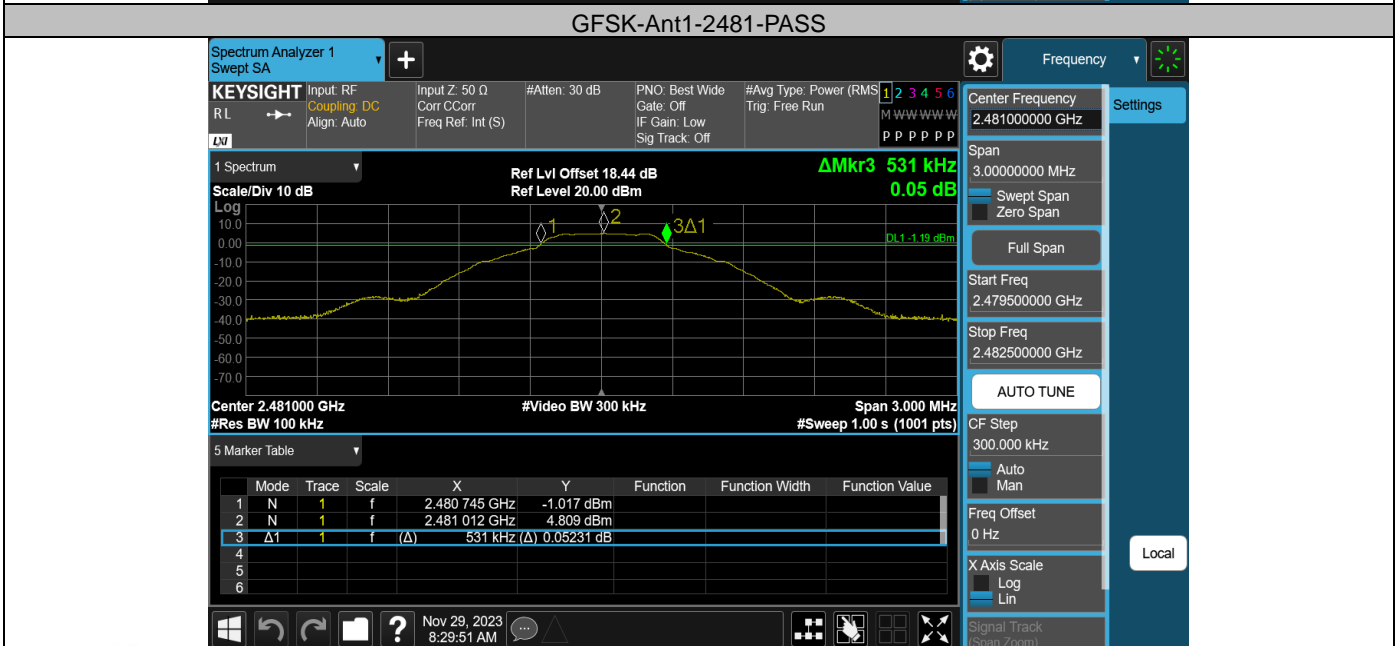 GFSK-Ant1-2481-PASS
Spectrum Analyzer 1
Swept SA
+
Frequency
KEYSIGHT
R L
LXI
Input: RF
Coupling: DC
Align: Auto
Input Z: 50 Ω
Corr CCorr
Freq Ref: Int (S)
#Atten: 30 dB
PNO: Best Wide
Gate: Off
IF Gain: Low
Sig Track: Off
#Avg Type: Power (RMS
Trig: Free Run
1 2 3 4 5 6
M W W W W W
P P P P P P
1 Spectrum
Scale/Div 10 dB
Ref Lvl Offset 18.44 dB
Ref Level 20.00 dBm
ΔMkr3 531 kHz
0.05 dB
Log
10.0
0.00
-10.0
-20.0
-30.0
-40.0
-50.0
-60.0
-70.0
1
2
3Δ1
DL1 -1.19 dBm
Center 2.481000 GHz
#Video BW 300 kHz
Span 3.000 MHz
#Res BW 100 kHz
#Sweep 1.00 s (1001 pts)
5 Marker Table
Mode Trace Scale X Y Function Function Width Function Value
1 N 1 f 2.480 745 GHz -1.017 dBm
2 N 1 f 2.481 012 GHz 4.809 dBm
3 Δ1 1 f (Δ) 531 kHz (Δ) 0.05231 dB
4
5
6
?
Nov 29, 2023
8:29:51 AM
Center Frequency
2.481000000 GHz
Settings
Span
3.00000000 MHz
Swept Span
Zero Span
Full Span
Start Freq
2.479500000 GHz
Stop Freq
2.482500000 GHz
AUTO TUNE
CF Step
300.000 kHz
Auto
Man
Freq Offset
0 Hz
X Axis Scale
Log
Lin
Local
Signal Track
(Span Zoom)